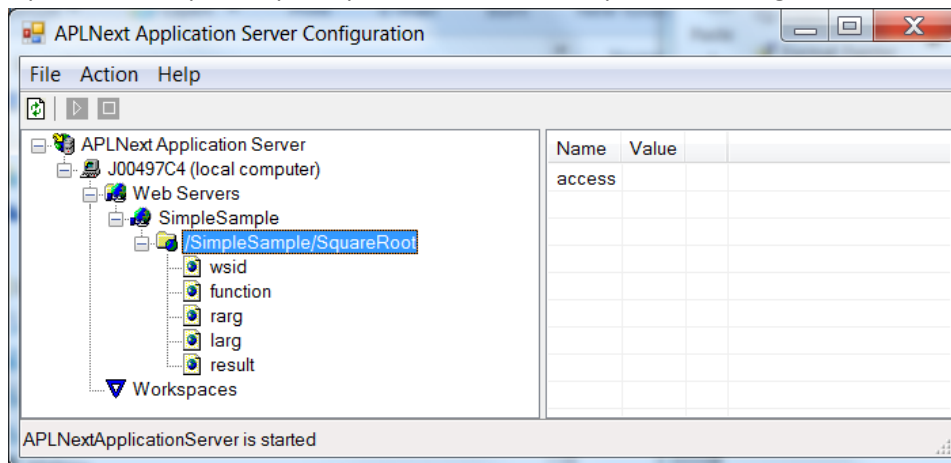 APLNext Application Server Configuration
File Action Help
APLNext Application Server
J00497C4 (local computer)
Web Servers
SimpleSample
/SimpleSample/SquareRoot
wsid
function
rarg
larg
result
Workspaces
Name Value
access
APLNextApplicationServer is started